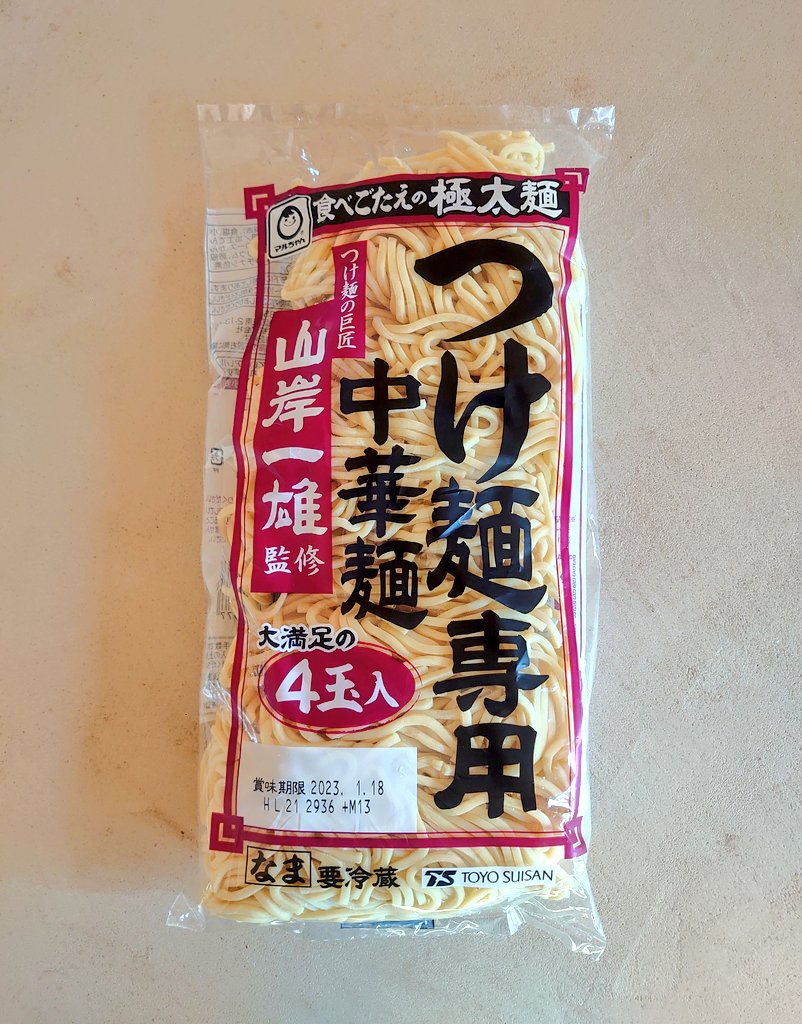 食べごたえの極太麺
マルちゃん
つけ麺専用
中華麺
つけ麺の巨匠
山岸一雄
監修
大満足の
4玉入
賞味期限 2023. 1.18
HL21 2936 +M13
なま 要冷蔵 TS TOYO SUISAN